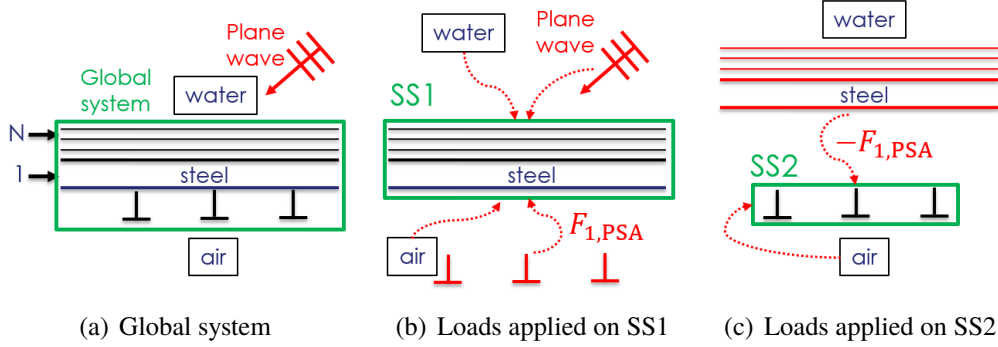 Plane
wave
Global
system
water
N
1
steel
air
(a) Global system
water
Plane
wave
SS1
steel
F₁,PSA
air
(b) Loads applied on SS1
water
steel
−F₁,PSA
SS2
air
(c) Loads applied on SS2